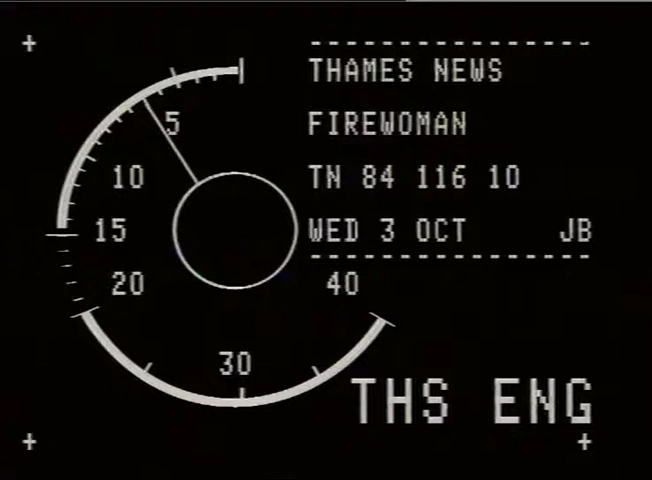 THAMES NEWS
FIREWOMAN
TN 84 116 10
WED 3 OCT JB
5
10
15
20
30
40
THS ENG